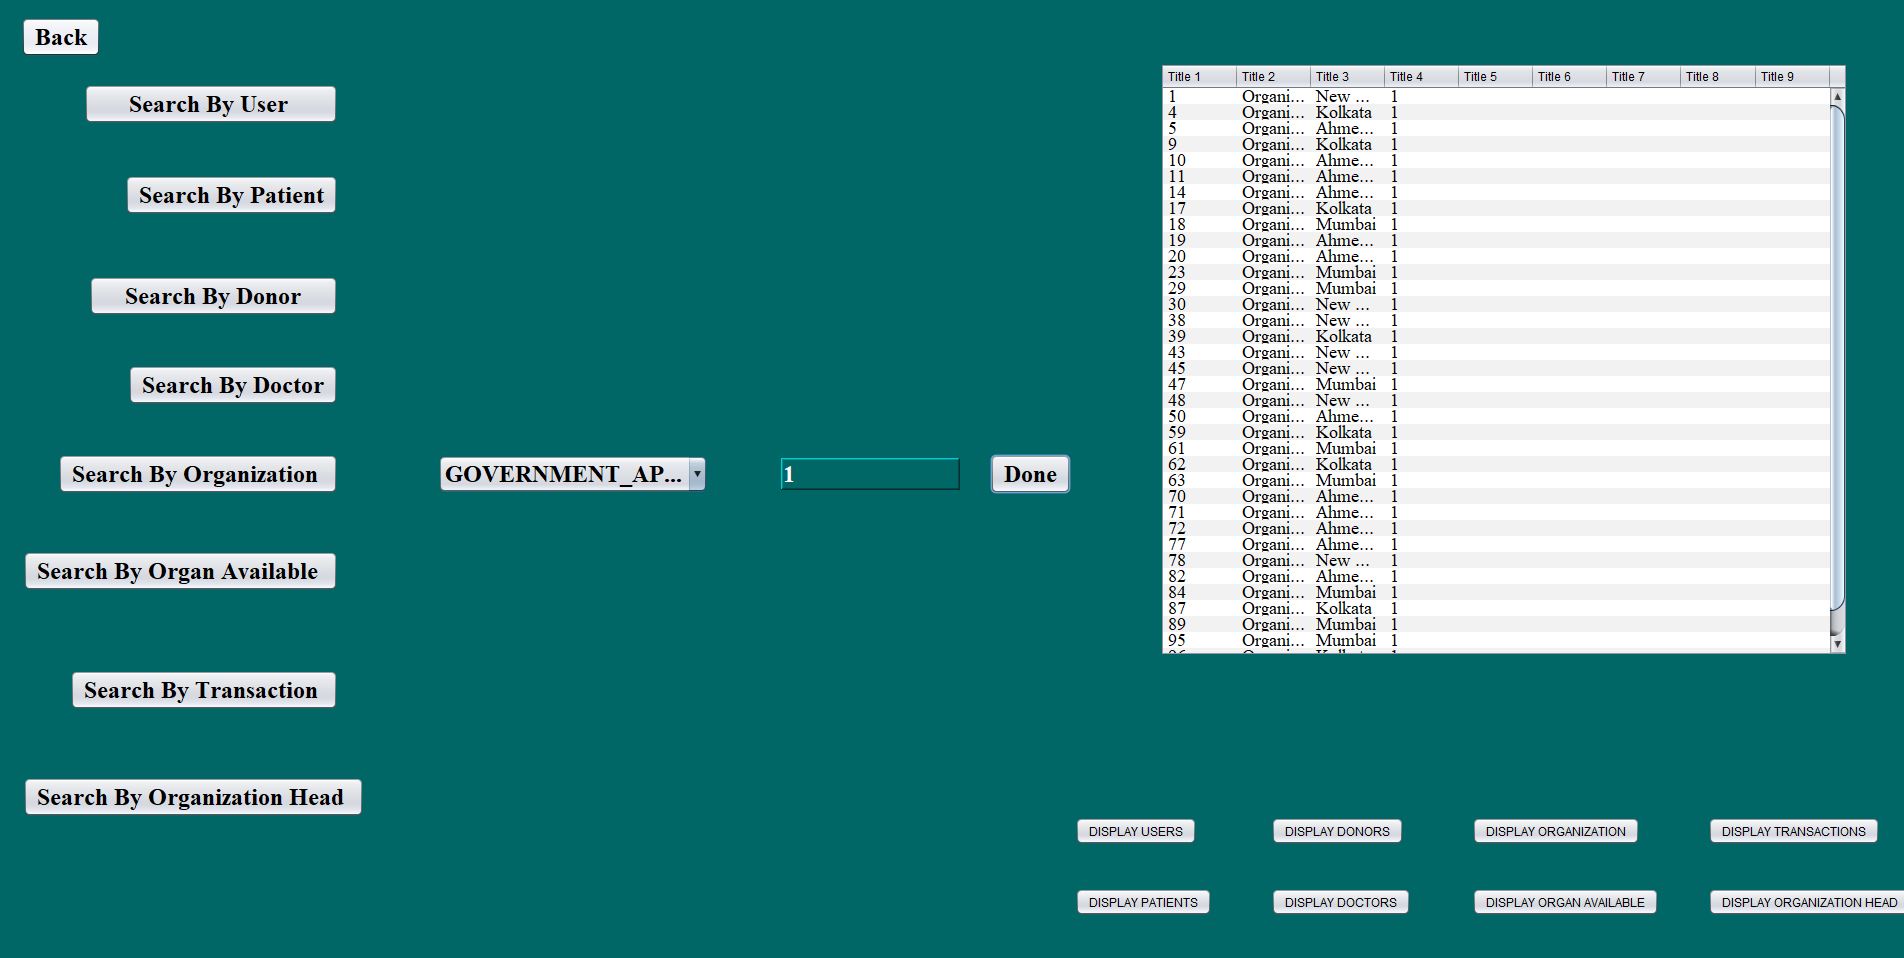 Back
Search By User
Search By Patient
Search By Donor
Search By Doctor
Search By Organization
GOVERNMENT_AP...
1
Done
Search By Organ Available
Search By Transaction
Search By Organization Head
Title 1 Title 2 Title 3 Title 4 Title 5 Title 6 Title 7 Title 8 Title 9
1 Organi... New ... 1
4 Organi... Kolkata 1
5 Organi... Ahme... 1
9 Organi... Kolkata 1
10 Organi... Ahme... 1
11 Organi... Ahme... 1
14 Organi... Ahme... 1
17 Organi... Kolkata 1
18 Organi... Mumbai 1
19 Organi... Ahme... 1
20 Organi... Ahme... 1
23 Organi... Mumbai 1
29 Organi... Mumbai 1
30 Organi... New ... 1
38 Organi... New ... 1
39 Organi... Kolkata 1
43 Organi... New ... 1
45 Organi... New ... 1
47 Organi... Mumbai 1
48 Organi... New ... 1
50 Organi... Ahme... 1
59 Organi... Kolkata 1
61 Organi... Mumbai 1
62 Organi... Kolkata 1
63 Organi... Mumbai 1
70 Organi... Ahme... 1
71 Organi... Ahme... 1
72 Organi... Ahme... 1
77 Organi... Ahme... 1
78 Organi... New ... 1
82 Organi... Ahme... 1
84 Organi... Mumbai 1
87 Organi... Kolkata 1
89 Organi... Mumbai 1
95 Organi... Mumbai 1
DISPLAY USERS DISPLAY DONORS DISPLAY ORGANIZATION DISPLAY TRANSACTIONS
DISPLAY PATIENTS DISPLAY DOCTORS DISPLAY ORGAN AVAILABLE DISPLAY ORGANIZATION HEAD